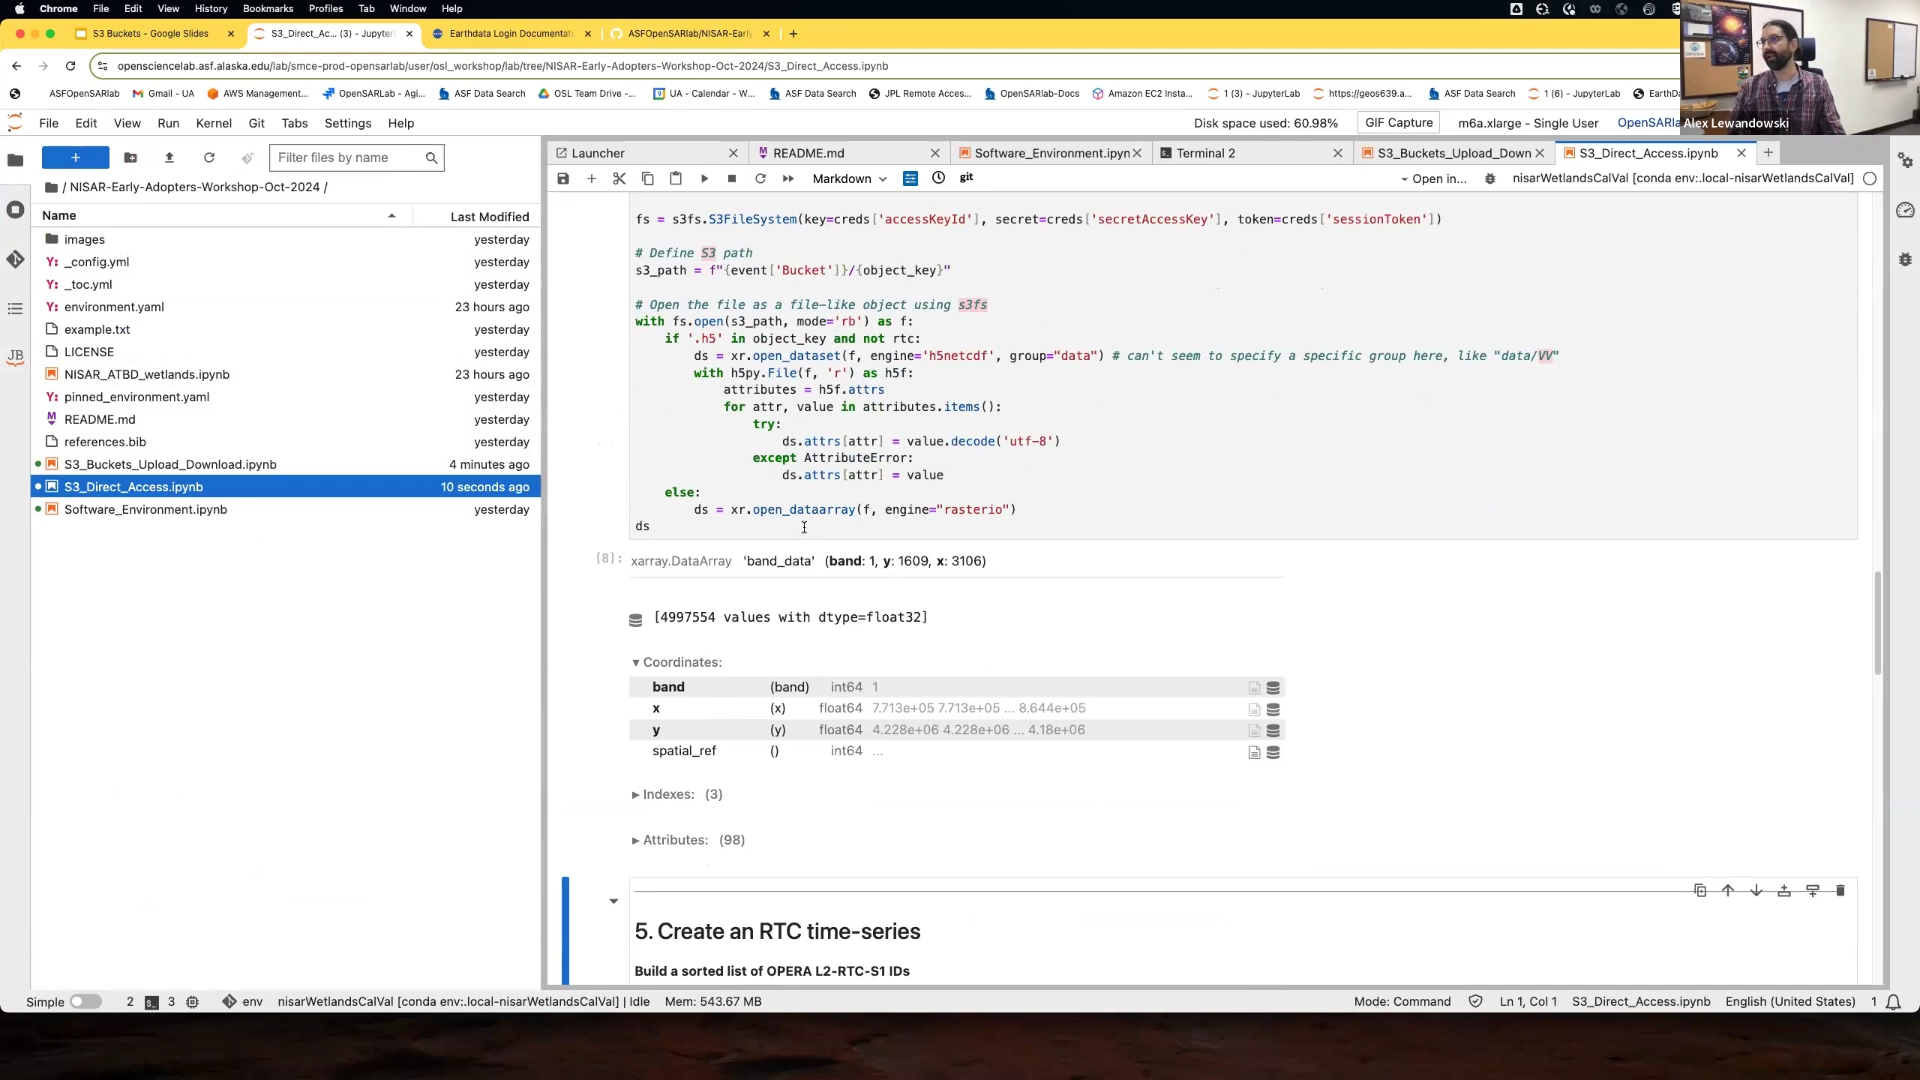 Chrome File Edit View History Bookmarks Profiles Tab Window Help
S3 Buckets - Google Slides
S3_Direct_Ac... (3) - Jupyter
Earthdata Login Documentat
ASFOpenSARlab/NISAR-Early
opensciencelab.asf.alaska.edu/lab/smce-prod-opensarlab/user/osl_workshop/lab/tree/NISAR-Early-Adopters-Workshop-Oct-2024/S3_Direct_Access.ipynb
ASFOpenSARlab Gmail - UA AWS Management... OpenSARLab - Agi... ASF Data Search OSL Team Drive -... UA - Calendar - W... ASF Data Search JPL Remote Acces... OpenSARlab-Docs Amazon EC2 Insta... 1 (3) - JupyterLab https://geos639.a... ASF Data Search 1 (6) - JupyterLab EarthDa
Alex Lewandowski
File Edit View Run Kernel Git Tabs Settings Help
Disk space used: 60.98% GIF Capture m6a.xlarge - Single User OpenSARLa
Filter files by name
/ NISAR-Early-Adopters-Workshop-Oct-2024 /
Name Last Modified
images yesterday
_config.yml yesterday
_toc.yml yesterday
environment.yaml 23 hours ago
example.txt yesterday
LICENSE yesterday
NISAR_ATBD_wetlands.ipynb 23 hours ago
pinned_environment.yaml yesterday
README.md yesterday
references.bib yesterday
S3_Buckets_Upload_Download.ipynb 4 minutes ago
S3_Direct_Access.ipynb 10 seconds ago
Software_Environment.ipynb yesterday
Launcher README.md Software_Environment.ipyn Terminal 2 S3_Buckets_Upload_Down S3_Direct_Access.ipynb
Markdown git Open in... nisarWetlandsCalVal [conda env:.local-nisarWetlandsCalVal]
fs = s3fs.S3FileSystem(key=creds['accessKeyId'], secret=creds['secretAccessKey'], token=creds['sessionToken'])
# Define S3 path
s3_path = f"{event['Bucket']}/{object_key}"
# Open the file as a file-like object using s3fs
with fs.open(s3_path, mode='rb') as f:
if '.h5' in object_key and not rtc:
ds = xr.open_dataset(f, engine='h5netcdf', group="data") # can't seem to specify a specific group here, like "data/VV"
with h5py.File(f, 'r') as h5f:
attributes = h5f.attrs
for attr, value in attributes.items():
try:
ds.attrs[attr] = value.decode('utf-8')
except AttributeError:
ds.attrs[attr] = value
else:
ds = xr.open_dataarray(f, engine="rasterio")
ds
[8]: xarray.DataArray 'band_data' (band: 1, y: 1609, x: 3106)
[4997554 values with dtype=float32]
▼ Coordinates:
band (band) int64 1
x (x) float64 7.713e+05 7.713e+05 ... 8.644e+05
y (y) float64 4.228e+06 4.228e+06 ... 4.18e+06
spatial_ref () int64 ...
► Indexes: (3)
► Attributes: (98)
5. Create an RTC time-series
Build a sorted list of OPERA L2-RTC-S1 IDs
Simple 2 3 env nisarWetlandsCalVal [conda env:.local-nisarWetlandsCalVal] | Idle Mem: 543.67 MB Mode: Command Ln 1, Col 1 S3_Direct_Access.ipynb English (United States) 1